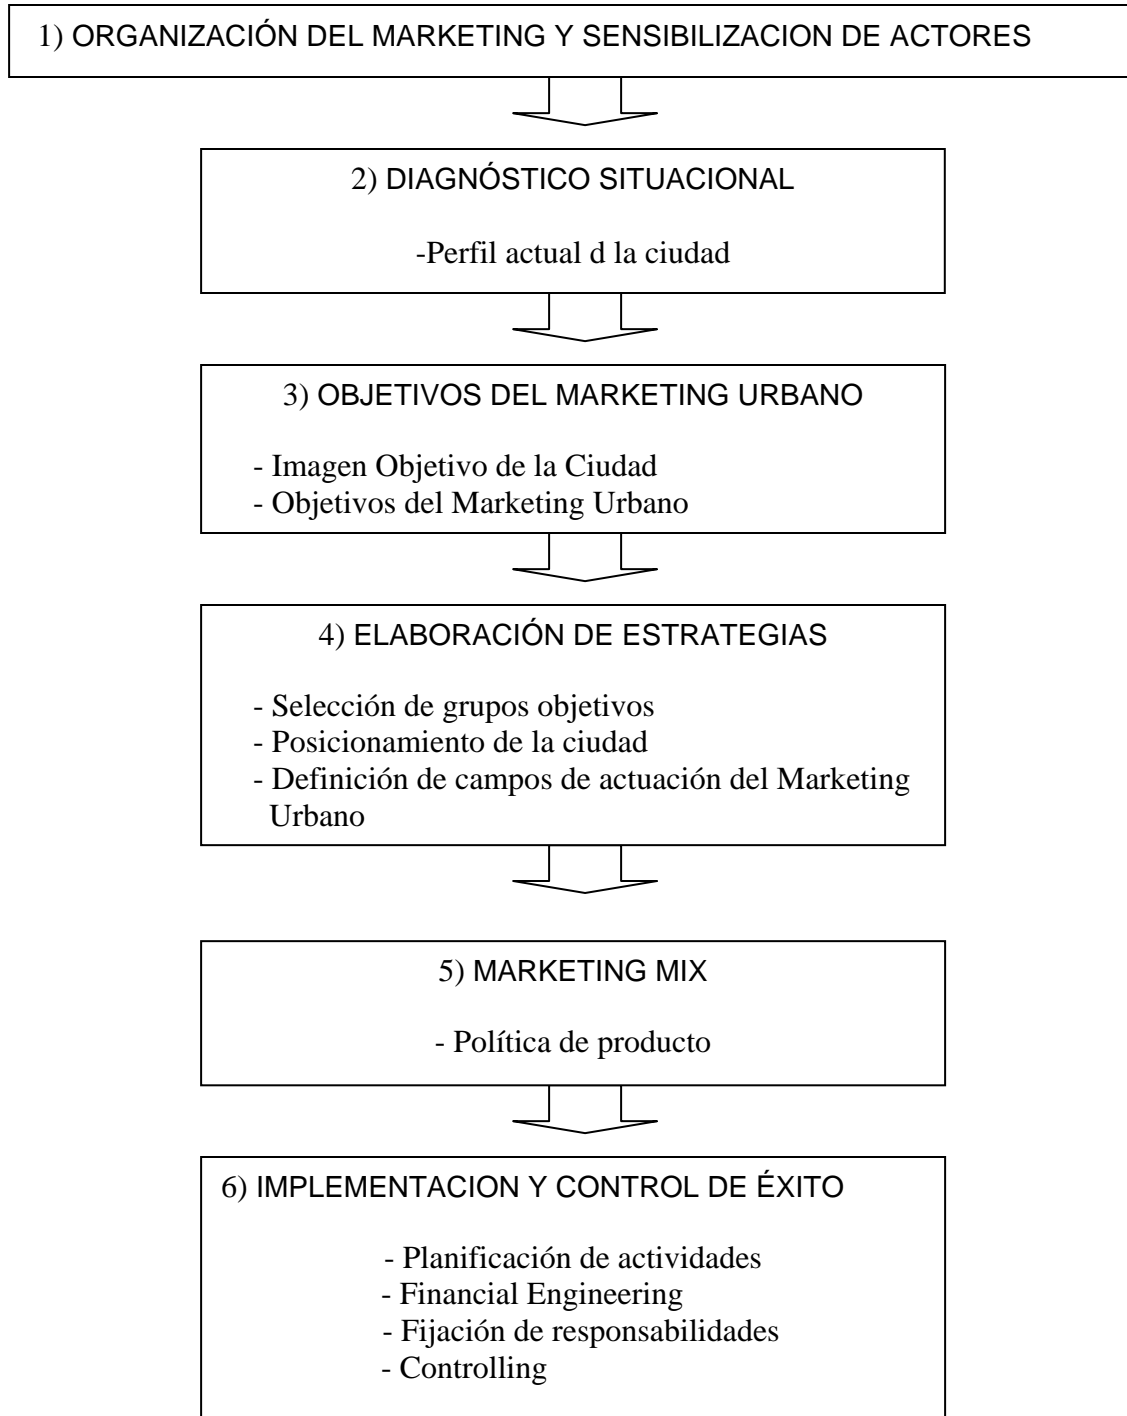 1) ORGANIZACIÓN DEL MARKETING Y SENSIBILIZACION DE ACTORES
2) DIAGNÓSTICO SITUACIONAL
-Perfil actual d la ciudad
3) OBJETIVOS DEL MARKETING URBANO
- Imagen Objetivo de la Ciudad
- Objetivos del Marketing Urbano
4) ELABORACIÓN DE ESTRATEGIAS
- Selección de grupos objetivos
- Posicionamiento de la ciudad
- Definición de campos de actuación del Marketing
Urbano
5) MARKETING MIX
- Política de producto
6) IMPLEMENTACION Y CONTROL DE ÉXITO
- Planificación de actividades
- Financial Engineering
- Fijación de responsabilidades
- Controlling